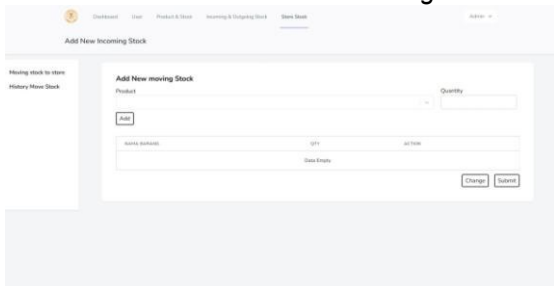 Dashboard User Product & Store Incoming & Outgoing Stock Store Stock Admin
Add New Incoming Stock
Moving stock to store
History Move Stock
Add New moving Stock
Product Quantity
Add
NAMA BARANG QTY ACTION
Data Empty
Change Submit